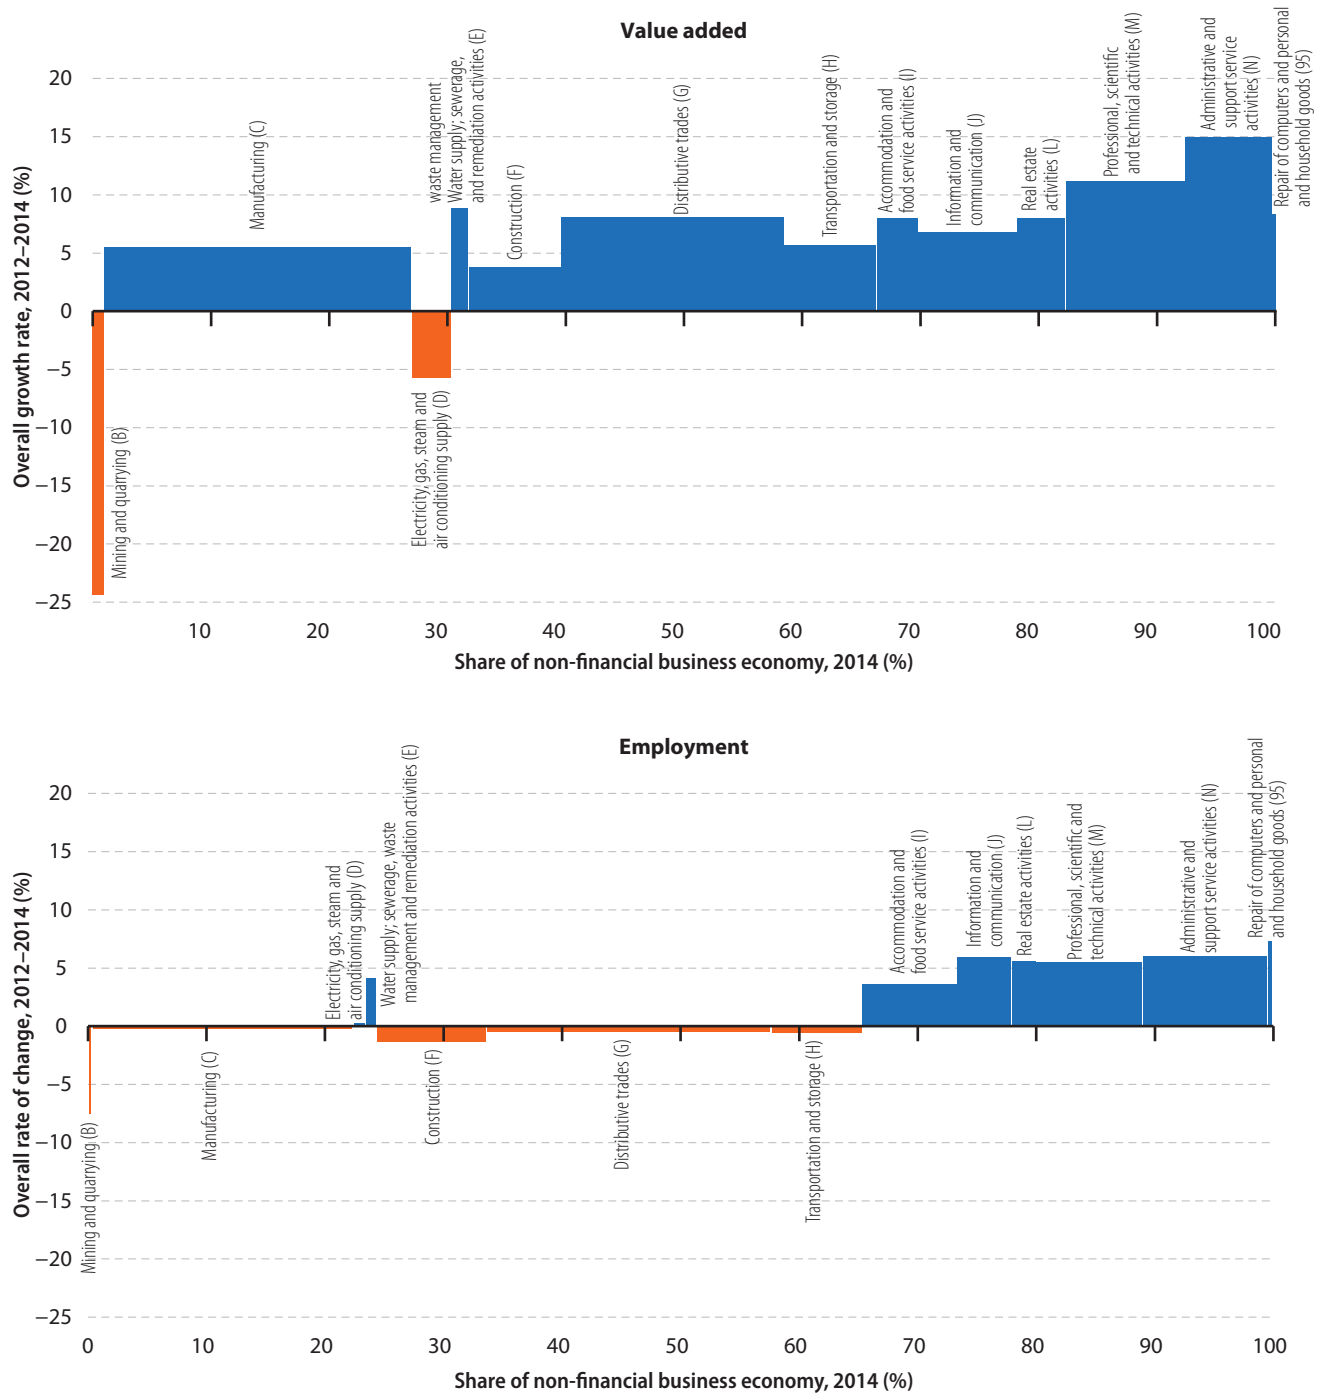 Value added
Overall growth rate, 2012–2014 (%)
20
15
10
5
0
−5
−10
−15
−20
−25
Mining and quarrying (B)
Manufacturing (C)
Electricity, gas, steam and
air conditioning supply (D)
waste management
Water supply; sewerage,
and remediation activities (E)
Construction (F)
Distributive trades (G)
Transportation and storage (H)
Accommodation and
food service activities (I)
Information and
communication (J)
Real estate
activities (L)
Professional, scientific
and technical activities (M)
Administrative and
support service
activities (N)
Repair of computers and personal
and household goods (95)
10 20 30 40 50 60 70 80 90 100
Share of non-financial business economy, 2014 (%)
Employment
Overall rate of change, 2012–2014 (%)
20
15
10
5
0
−5
−10
−15
−20
−25
Mining and quarrying (B)
Manufacturing (C)
Electricity, gas, steam and
air conditioning supply (D)
Water supply; sewerage, waste
management and remediation activities (E)
Construction (F)
Distributive trades (G)
Transportation and storage (H)
Accommodation and
food service activities (I)
Information and
communication (J)
Real estate activities (L)
Professional, scientific and
technical activities (M)
Administrative and
support service activities (N)
Repair of computers and personal
and household goods (95)
0 10 20 30 40 50 60 70 80 90 100
Share of non-financial business economy, 2014 (%)